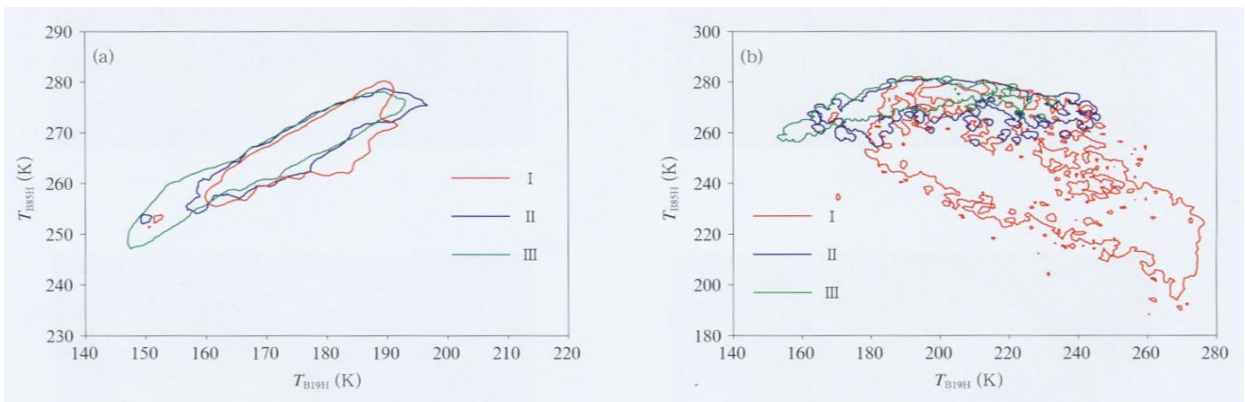 (a)
290
280
270
260
250
240
230
T_B85H (K)
140 150 160 170 180 190 200 210 220
T_B19H (K)
I
II
III
(b)
300
280
260
240
220
200
180
T_B85H (K)
140 160 180 200 220 240 260 280
T_B19H (K)
I
II
III